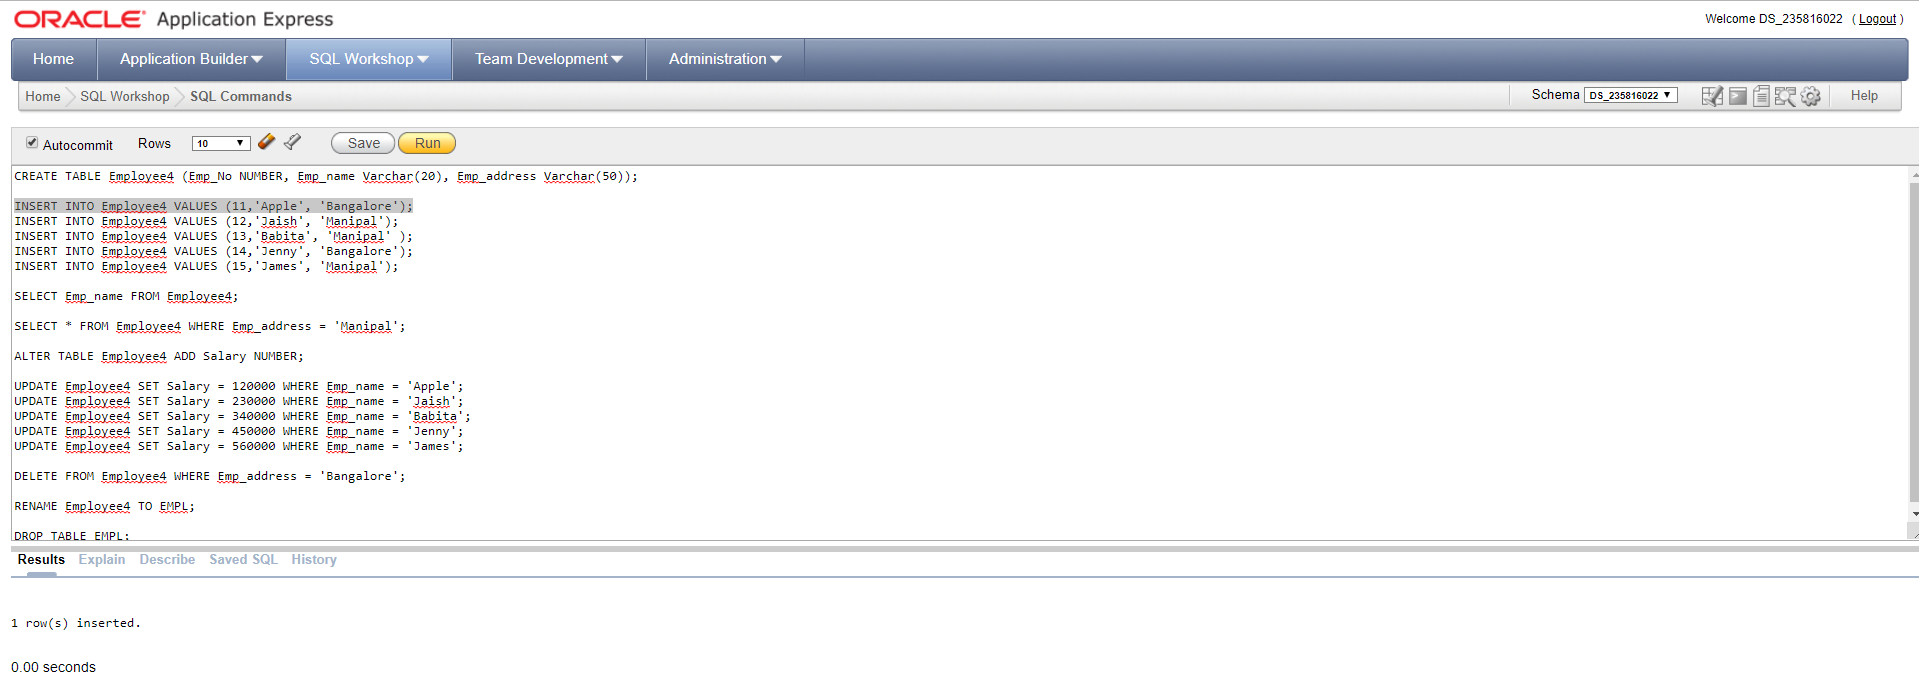 ORACLE® Application Express
Welcome DS_235816022 ( Logout )
Home Application Builder SQL Workshop Team Development Administration
Home SQL Workshop SQL Commands
Schema DS_235816022 Help
Autocommit Rows 10 Save Run
CREATE TABLE Employee4 (Emp_No NUMBER, Emp_name Varchar(20), Emp_address Varchar(50));
INSERT INTO Employee4 VALUES (11,'Apple', 'Bangalore');
INSERT INTO Employee4 VALUES (12,'Jaish', 'Manipal');
INSERT INTO Employee4 VALUES (13,'Babita', 'Manipal' );
INSERT INTO Employee4 VALUES (14,'Jenny', 'Bangalore');
INSERT INTO Employee4 VALUES (15,'James', 'Manipal');
SELECT Emp_name FROM Employee4;
SELECT * FROM Employee4 WHERE Emp_address = 'Manipal';
ALTER TABLE Employee4 ADD Salary NUMBER;
UPDATE Employee4 SET Salary = 120000 WHERE Emp_name = 'Apple';
UPDATE Employee4 SET Salary = 230000 WHERE Emp_name = 'Jaish';
UPDATE Employee4 SET Salary = 340000 WHERE Emp_name = 'Babita';
UPDATE Employee4 SET Salary = 450000 WHERE Emp_name = 'Jenny';
UPDATE Employee4 SET Salary = 560000 WHERE Emp_name = 'James';
DELETE FROM Employee4 WHERE Emp_address = 'Bangalore';
RENAME Employee4 TO EMPL;
DROP TABLE EMPL;
Results Explain Describe Saved SQL History
1 row(s) inserted.
0.00 seconds